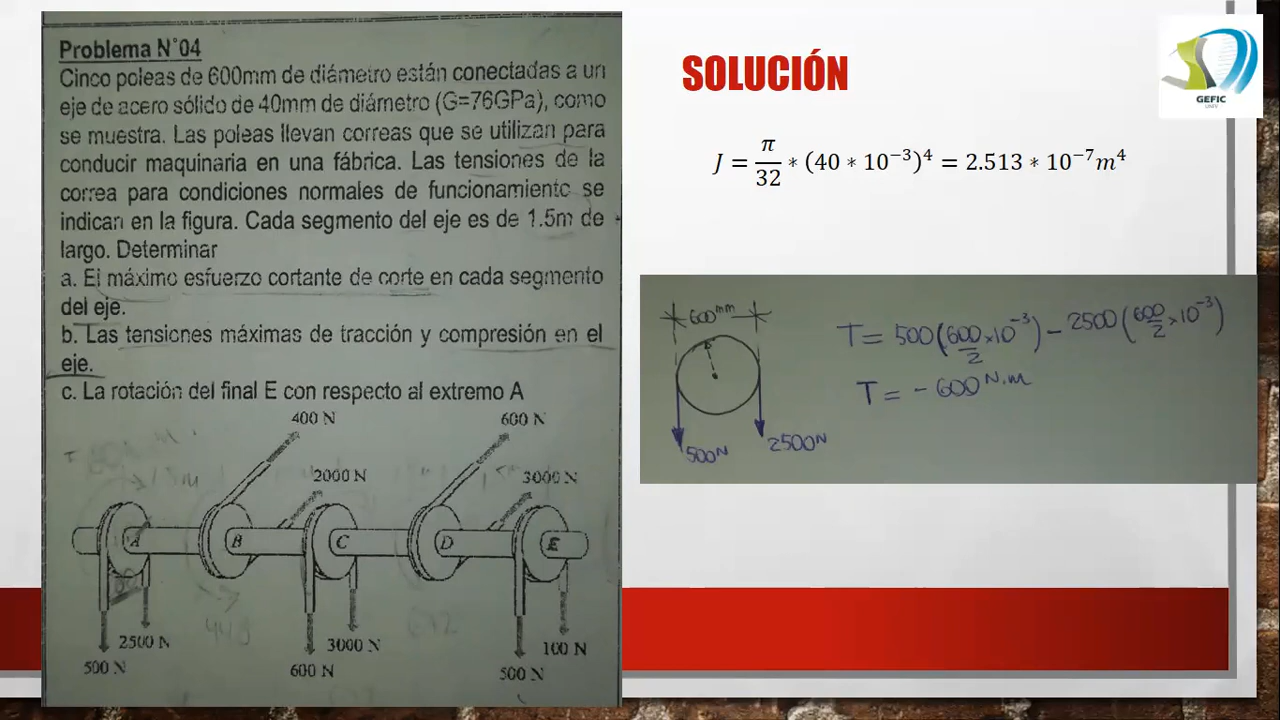 Problema N°04
Cinco poleas de 600mm de diámetro están conectadas a un
eje de acero sólido de 40mm de diámetro (G=76GPa), como
se muestra. Las poleas llevan correas que se utilizan para
conducir maquinaria en una fábrica. Las tensiones de la
correa para condiciones normales de funcionamiento se
indican en la figura. Cada segmento del eje es de 1.5m de
largo. Determinar
a. El máximo esfuerzo cortante de corte en cada segmento
del eje.
b. Las tensiones máximas de tracción y compresión en el
eje.
c. La rotación del final E con respecto al extremo A
400 N
600 N
2000 N
3000 N
A
B
C
D
E
2500 N
3000 N
100 N
500 N
600 N
500 N
SOLUCIÓN
GEFIC
UNIV
J = π/32 ∗ (40 ∗ 10⁻³)⁴ = 2.513 ∗ 10⁻⁷m⁴
600mm
T = 500(600/2 ×10⁻³) − 2500(600/2 ×10⁻³)
T = − 600 N.m
500N
2500N